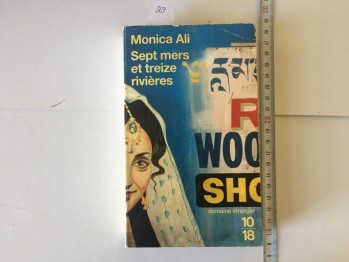 Monica Ali
Sept mers
et treize
rivières
R
WOO
SHO
domaine étranger
10
18